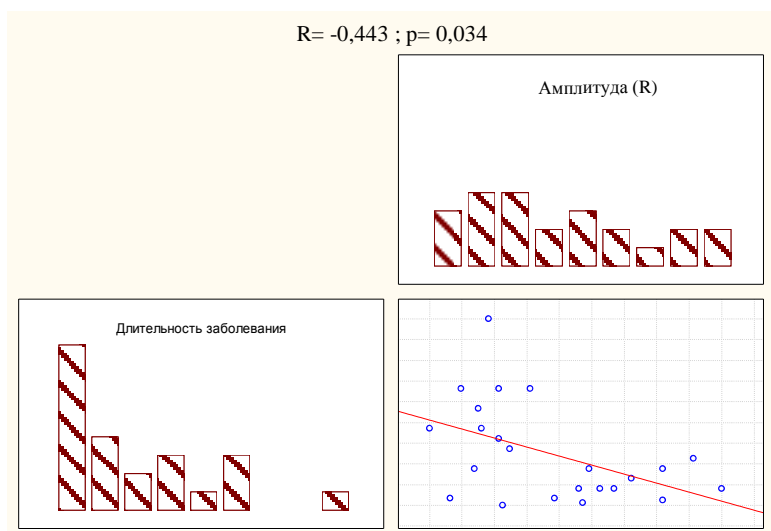 R= -0,443 ; p= 0,034
Амплитуда (R)
Длительность заболевания